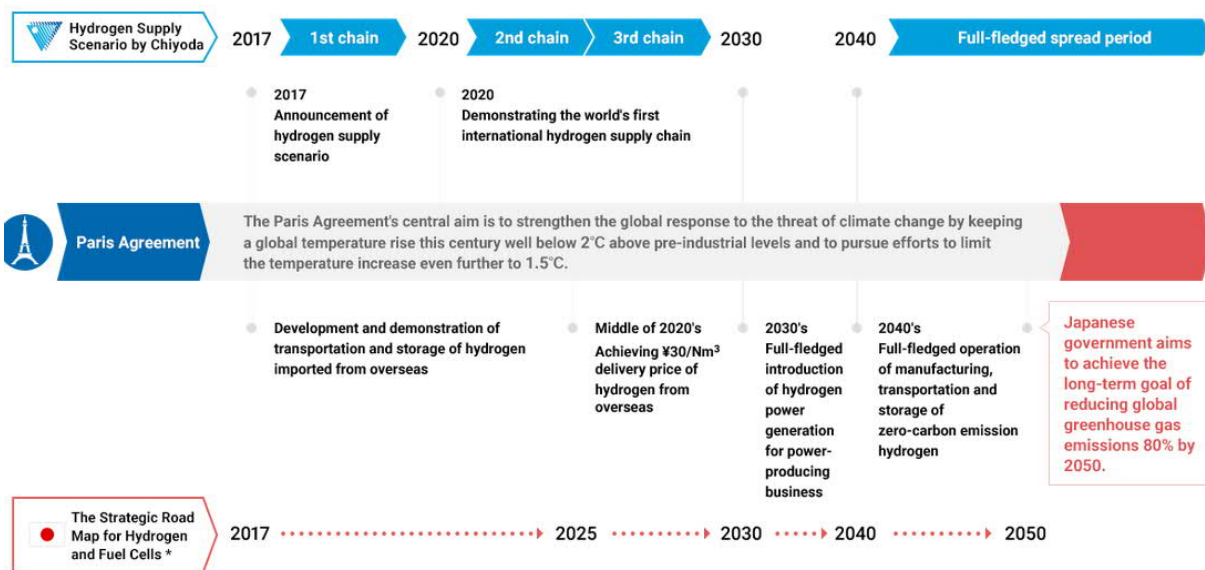 Hydrogen Supply
Scenario by Chiyoda
2017
1st chain
2020
2nd chain
3rd chain
2030
2040
Full-fledged spread period
2017
Announcement of
hydrogen supply
scenario
2020
Demonstrating the world's first
international hydrogen supply chain
Paris Agreement
The Paris Agreement's central aim is to strengthen the global response to the threat of climate change by keeping
a global temperature rise this century well below 2°C above pre-industrial levels and to pursue efforts to limit
the temperature increase even further to 1.5°C.
Development and demonstration of
transportation and storage of hydrogen
imported from overseas
Middle of 2020's
Achieving ¥30/Nm³
delivery price of
hydrogen from
overseas
2030's
Full-fledged
introduction
of hydrogen
power
generation
for power-
producing
business
2040's
Full-fledged operation
of manufacturing,
transportation and
storage of
zero-carbon emission
hydrogen
Japanese
government aims
to achieve the
long-term goal of
reducing global
greenhouse gas
emissions 80% by
2050.
The Strategic Road
Map for Hydrogen
and Fuel Cells *
2017
2025
2030
2040
2050